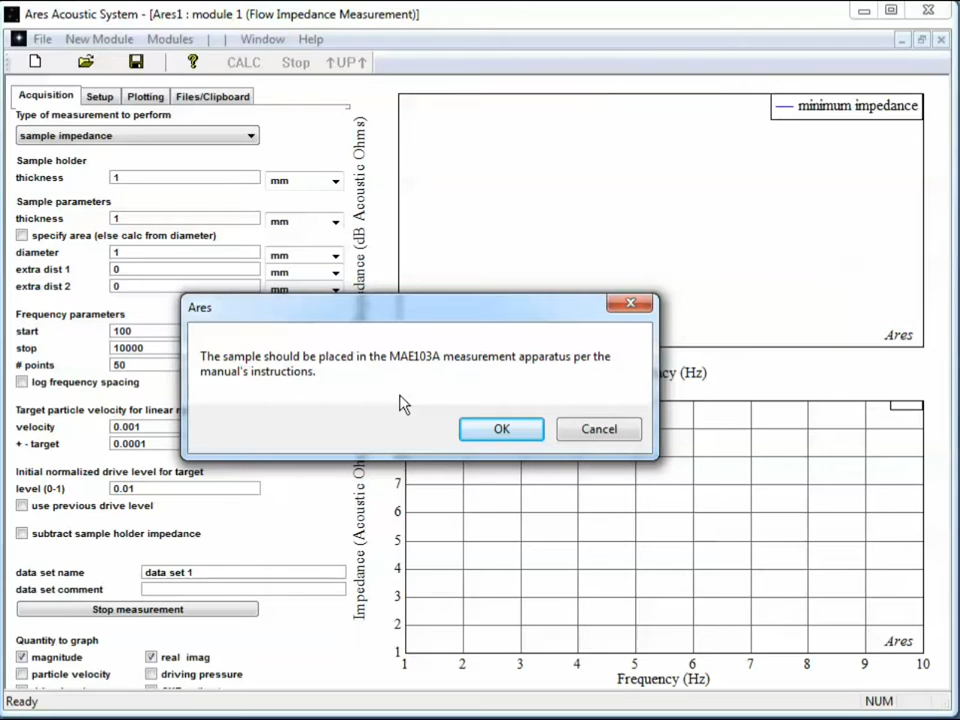 Ares Acoustic System - [Ares1 : module 1 (Flow Impedance Measurement)]
File New Module Modules | | Window Help
CALC Stop ↑UP↑
Acquisition Setup Plotting Files/Clipboard
Type of measurement to perform
sample impedance
Sample holder
thickness 1 mm
Sample parameters
thickness 1 mm
specify area (else calc from diameter)
diameter 1 mm
extra dist 1 0 mm
extra dist 2 0 mm
Frequency parameters
start 100
stop 10000
# points 50
log frequency spacing
Target particle velocity for linear
velocity 0.001
+ - target 0.0001
Initial normalized drive level for target
level (0-1) 0.01
use previous drive level
subtract sample holder impedance
data set name data set 1
data set comment
Stop measurement
Quantity to graph
magnitude real imag
particle velocity driving pressure
Ready NUM
minimum impedance
(dB Acoustic Ohms)
Ares
(Hz)
Ares
The sample should be placed in the MAE103A measurement apparatus per the
manual's instructions.
OK Cancel
Impedance (Acoustic
7
6
5
4
3
2
1
Ares
1 2 3 4 5 6 7 8 9 10
Frequency (Hz)